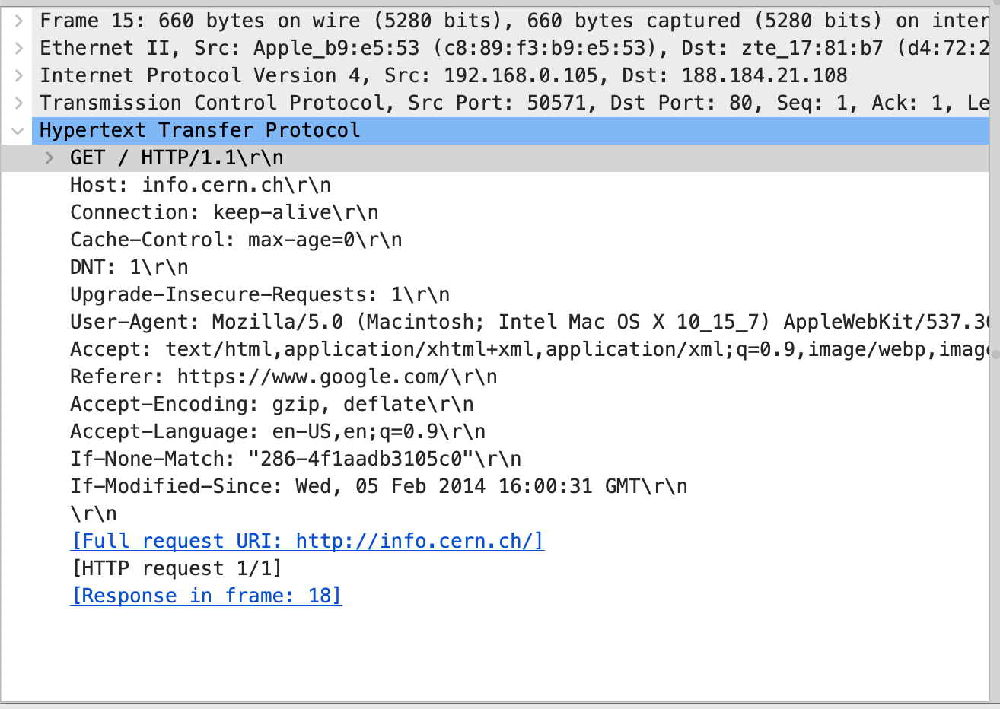 Frame 15: 660 bytes on wire (5280 bits), 660 bytes captured (5280 bits) on inter
Ethernet II, Src: Apple_b9:e5:53 (c8:89:f3:b9:e5:53), Dst: zte_17:81:b7 (d4:72:2
Internet Protocol Version 4, Src: 192.168.0.105, Dst: 188.184.21.108
Transmission Control Protocol, Src Port: 50571, Dst Port: 80, Seq: 1, Ack: 1, Le
Hypertext Transfer Protocol
GET / HTTP/1.1\r\n
Host: info.cern.ch\r\n
Connection: keep-alive\r\n
Cache-Control: max-age=0\r\n
DNT: 1\r\n
Upgrade-Insecure-Requests: 1\r\n
User-Agent: Mozilla/5.0 (Macintosh; Intel Mac OS X 10_15_7) AppleWebKit/537.36
Accept: text/html,application/xhtml+xml,application/xml;q=0.9,image/webp,image
Referer: https://www.google.com/\r\n
Accept-Encoding: gzip, deflate\r\n
Accept-Language: en-US,en;q=0.9\r\n
If-None-Match: "286-4f1aadb3105c0"\r\n
If-Modified-Since: Wed, 05 Feb 2014 16:00:31 GMT\r\n
\r\n
[Full request URI: http://info.cern.ch/]
[HTTP request 1/1]
[Response in frame: 18]